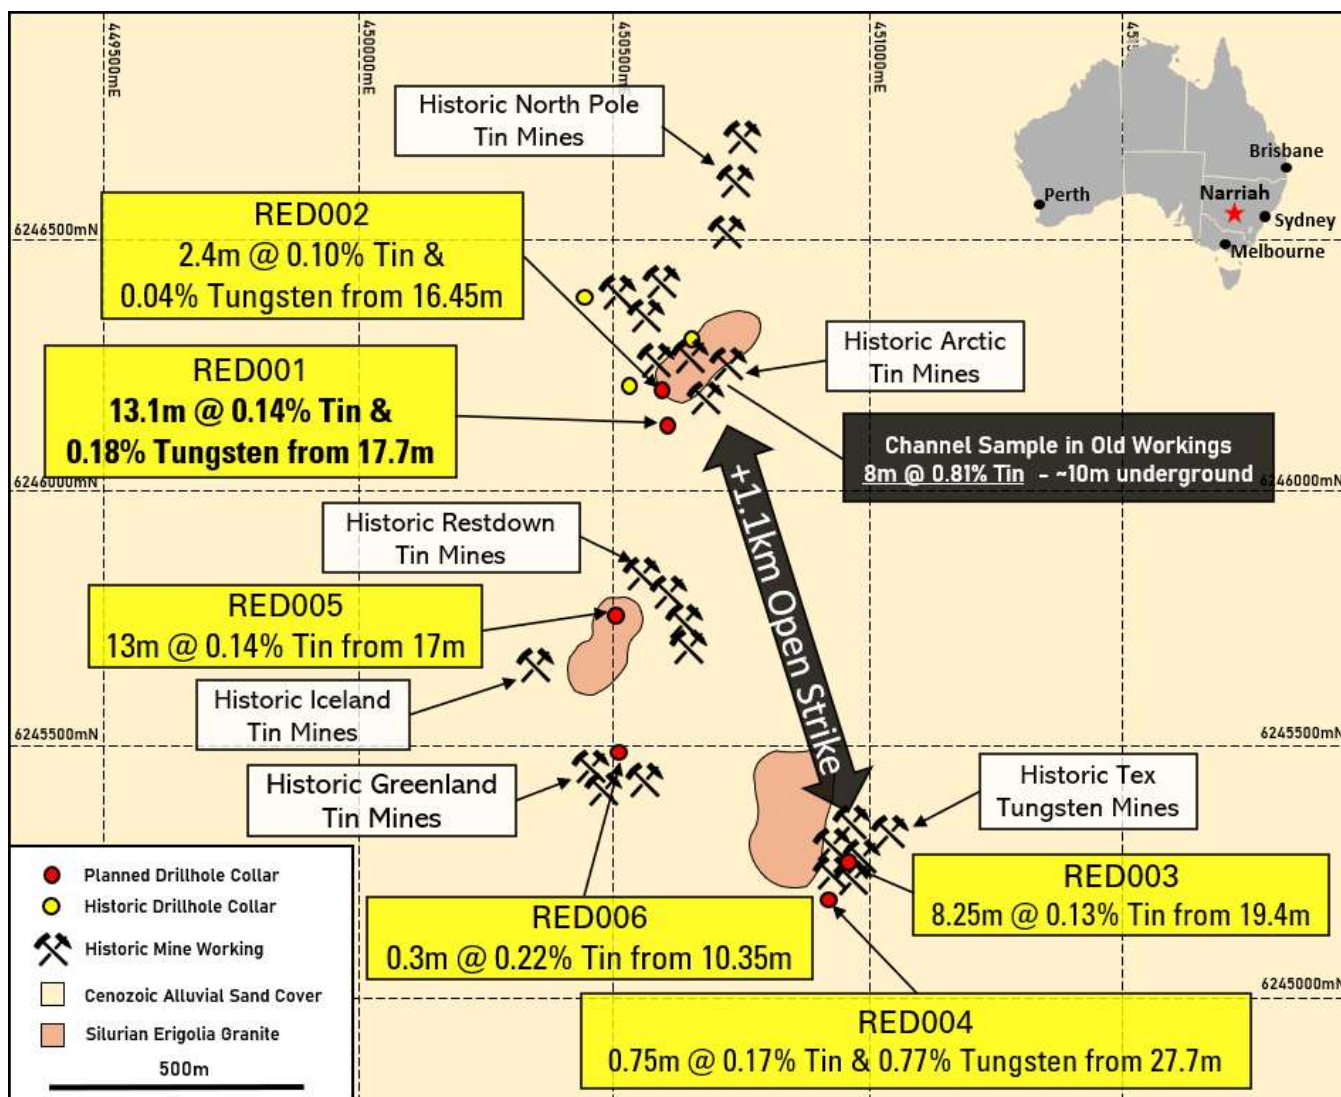 449500mE
450000mE
450500mE
451000mE
Historic North Pole
Tin Mines
Brisbane
Perth
Narriah
Sydney
Melbourne
RED002
2.4m @ 0.10% Tin &
0.04% Tungsten from 16.45m
6246500mN
Historic Arctic
Tin Mines
RED001
13.1m @ 0.14% Tin &
0.18% Tungsten from 17.7m
Channel Sample in Old Workings
8m @ 0.81% Tin - ~10m underground
6246000mN
6246000mN
+1.1km Open Strike
Historic Restdown
Tin Mines
RED005
13m @ 0.14% Tin from 17m
Historic Iceland
Tin Mines
6245500mN
6245500mN
Historic Greenland
Tin Mines
Historic Tex
Tungsten Mines
RED003
8.25m @ 0.13% Tin from 19.4m
RED006
0.3m @ 0.22% Tin from 10.35m
6245000mN
RED004
0.75m @ 0.17% Tin & 0.77% Tungsten from 27.7m
Planned Drillhole Collar
Historic Drillhole Collar
Historic Mine Working
Cenozoic Alluvial Sand Cover
Silurian Erigolia Granite
500m